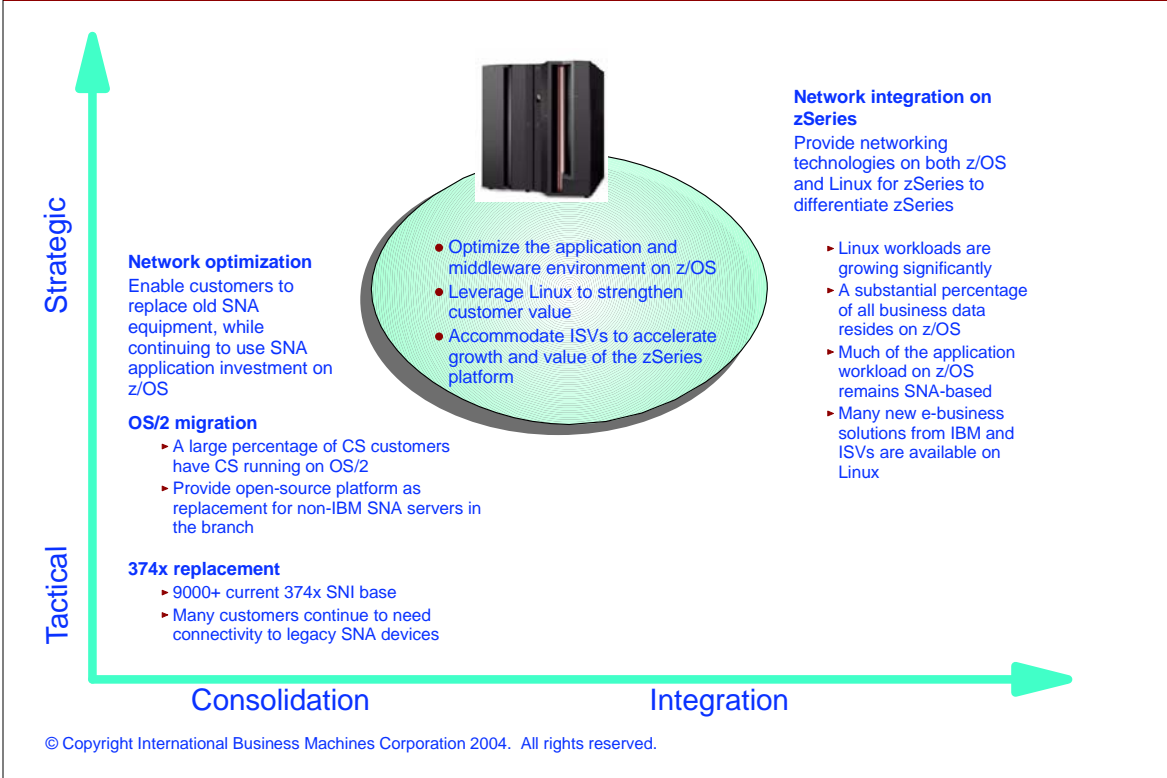 Strategic
Tactical
Network optimization
Enable customers to
replace old SNA
equipment, while
continuing to use SNA
application investment on
z/OS
OS/2 migration
► A large percentage of CS customers
have CS running on OS/2
► Provide open-source platform as
replacement for non-IBM SNA servers in
the branch
374x replacement
► 9000+ current 374x SNI base
► Many customers continue to need
connectivity to legacy SNA devices
● Optimize the application and
middleware environment on z/OS
● Leverage Linux to strengthen
customer value
● Accommodate ISVs to accelerate
growth and value of the zSeries
platform
Network integration on
zSeries
Provide networking
technologies on both z/OS
and Linux for zSeries to
differentiate zSeries
► Linux workloads are
growing significantly
► A substantial percentage
of all business data
resides on z/OS
► Much of the application
workload on z/OS
remains SNA-based
► Many new e-business
solutions from IBM and
ISVs are available on
Linux
Consolidation
Integration
© Copyright International Business Machines Corporation 2004. All rights reserved.